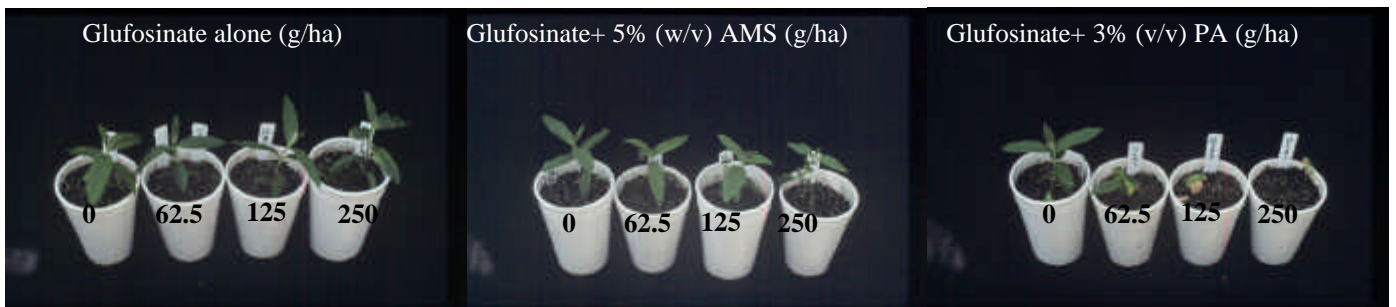 Glufosinate alone (g/ha)
0 62.5 125 250
Glufosinate+ 5% (w/v) AMS (g/ha)
0 62.5 125 250
Glufosinate+ 3% (v/v) PA (g/ha)
0 62.5 125 250